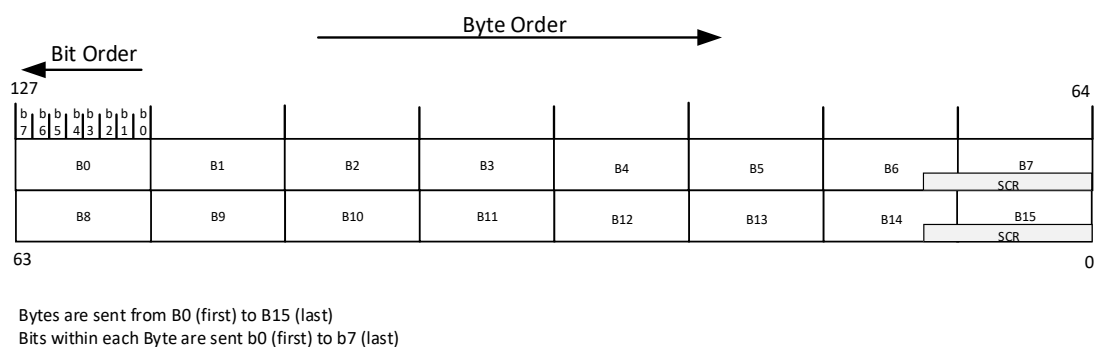 Byte Order
Bit Order
127 64
b7 b6 b5 b4 b3 b2 b1 b0
B0 B1 B2 B3 B4 B5 B6 B7
SCR
B8 B9 B10 B11 B12 B13 B14 B15
SCR
63 0
Bytes are sent from B0 (first) to B15 (last)
Bits within each Byte are sent b0 (first) to b7 (last)